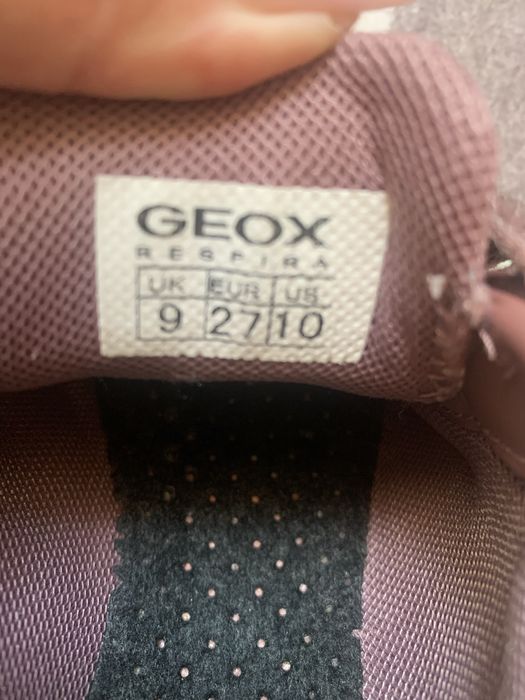 GEOX
RESPIRA
UK EUR US
9 27 10